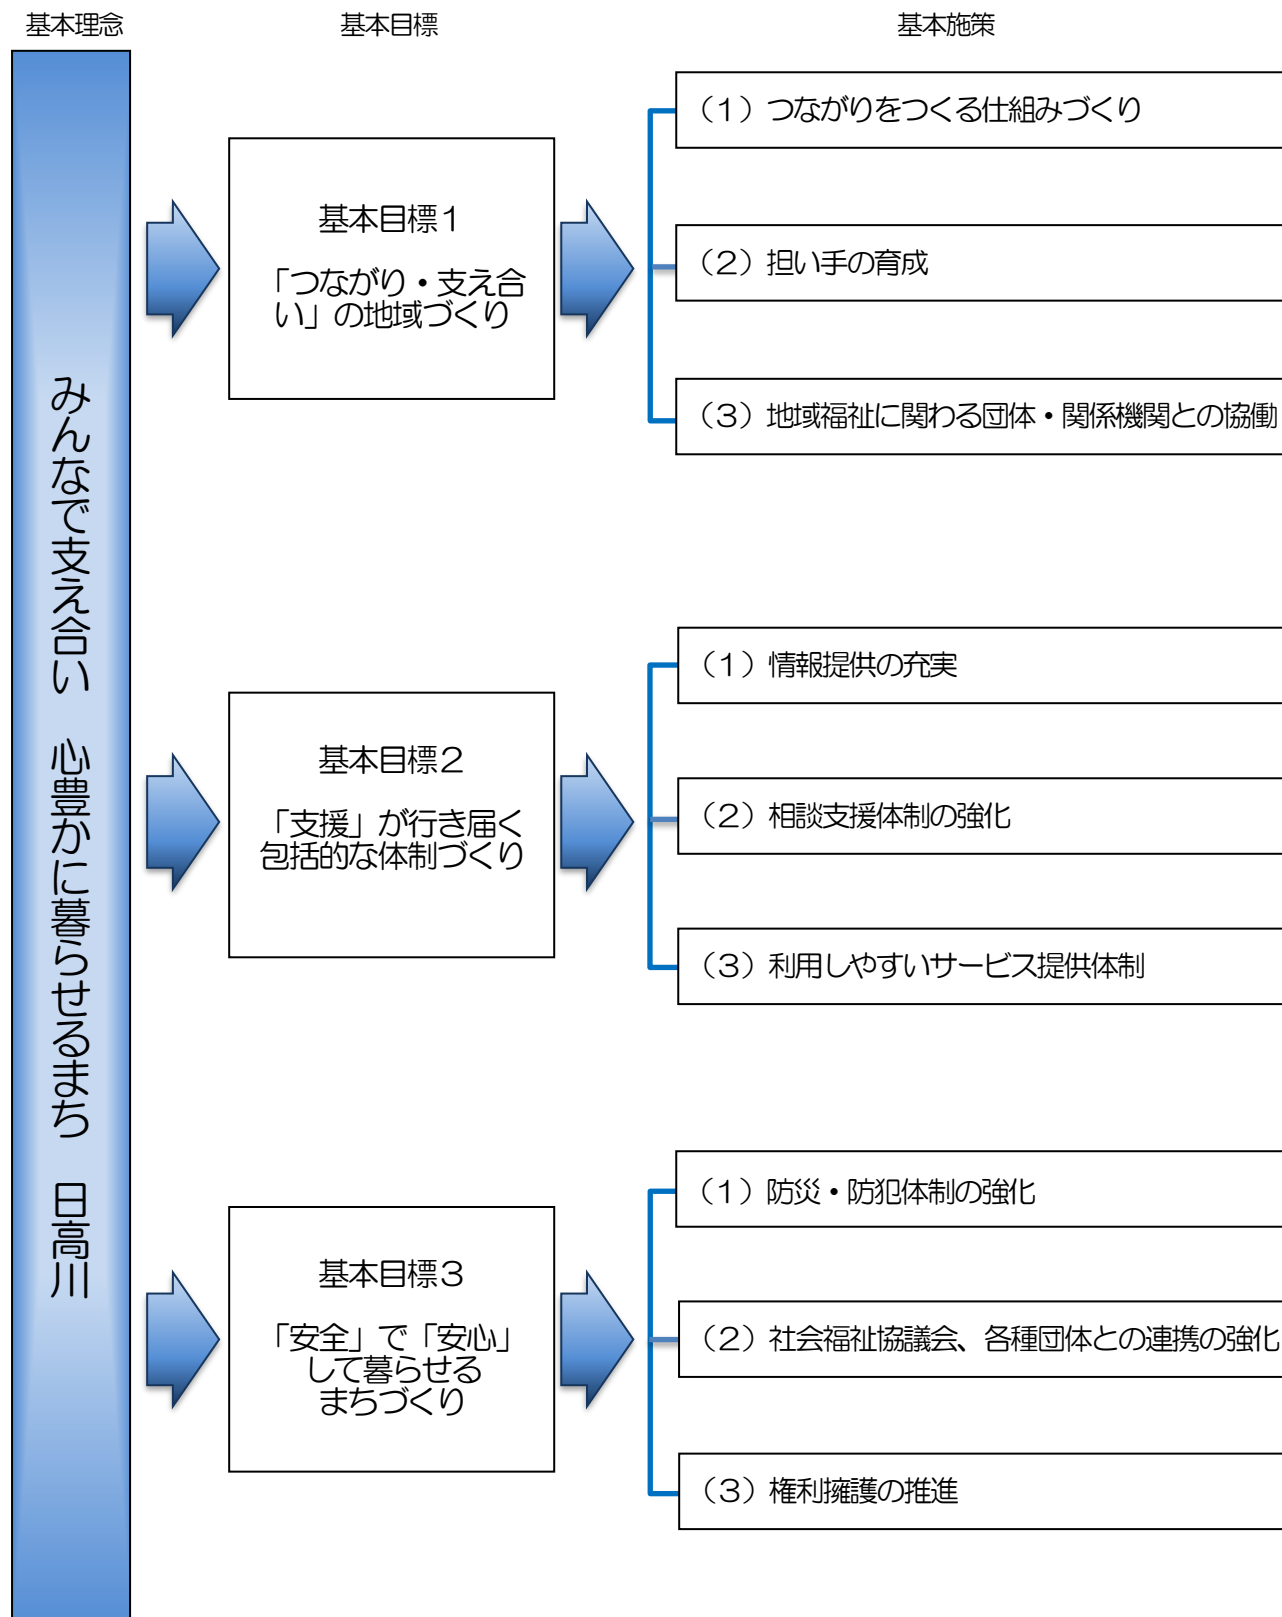 基本理念
基本目標
基本施策
みんなで支え合い　心豊かに暮らせるまち　日高川
基本目標１
「つながり・支え合
い」の地域づくり
（１）つながりをつくる仕組みづくり
（２）担い手の育成
（３）地域福祉に関わる団体・関係機関との協働
基本目標２
「支援」が行き届く
包括的な体制づくり
（１）情報提供の充実
（２）相談支援体制の強化
（３）利用しやすいサービス提供体制
基本目標３
「安全」で「安心」
して暮らせる
まちづくり
（１）防災・防犯体制の強化
（２）社会福祉協議会、各種団体との連携の強化
（３）権利擁護の推進